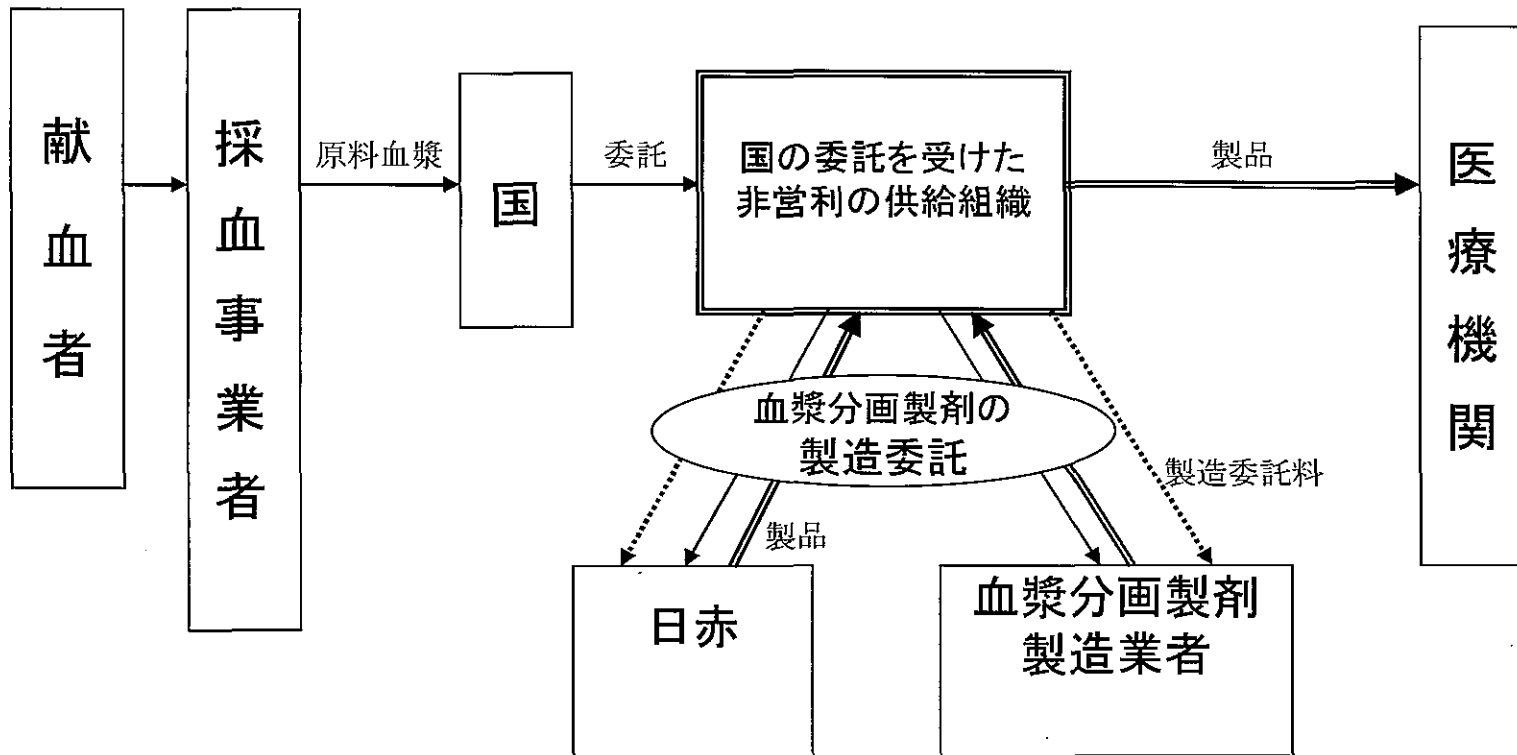 献血者
採血事業者
原料血漿
国
委託
国の委託を受けた
非営利の供給組織
製品
医療機関
血漿分画製剤の
製造委託
製造委託料
製品
日赤
血漿分画製剤
製造業者